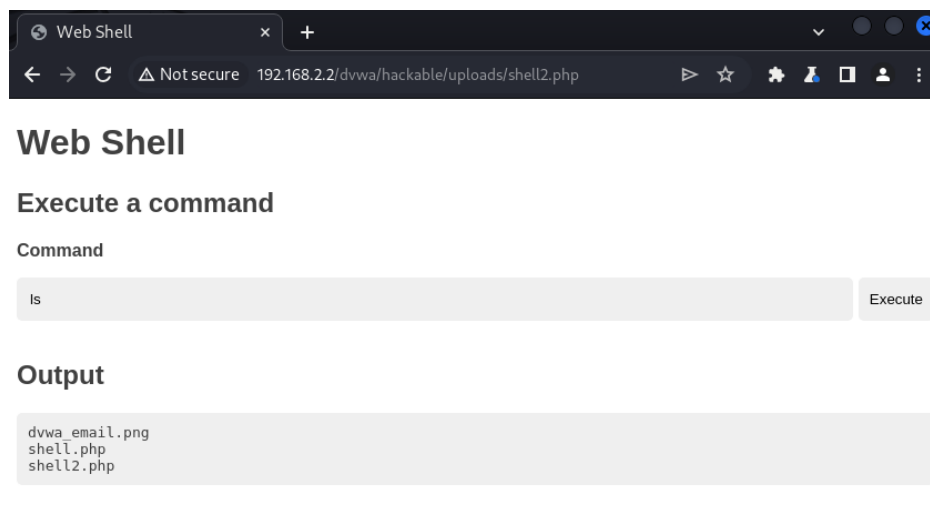 Web Shell
Not secure 192.168.2.2/dvwa/hackable/uploads/shell2.php
Web Shell
Execute a command
Command
ls Execute
Output
dvwa_email.png
shell.php
shell2.php